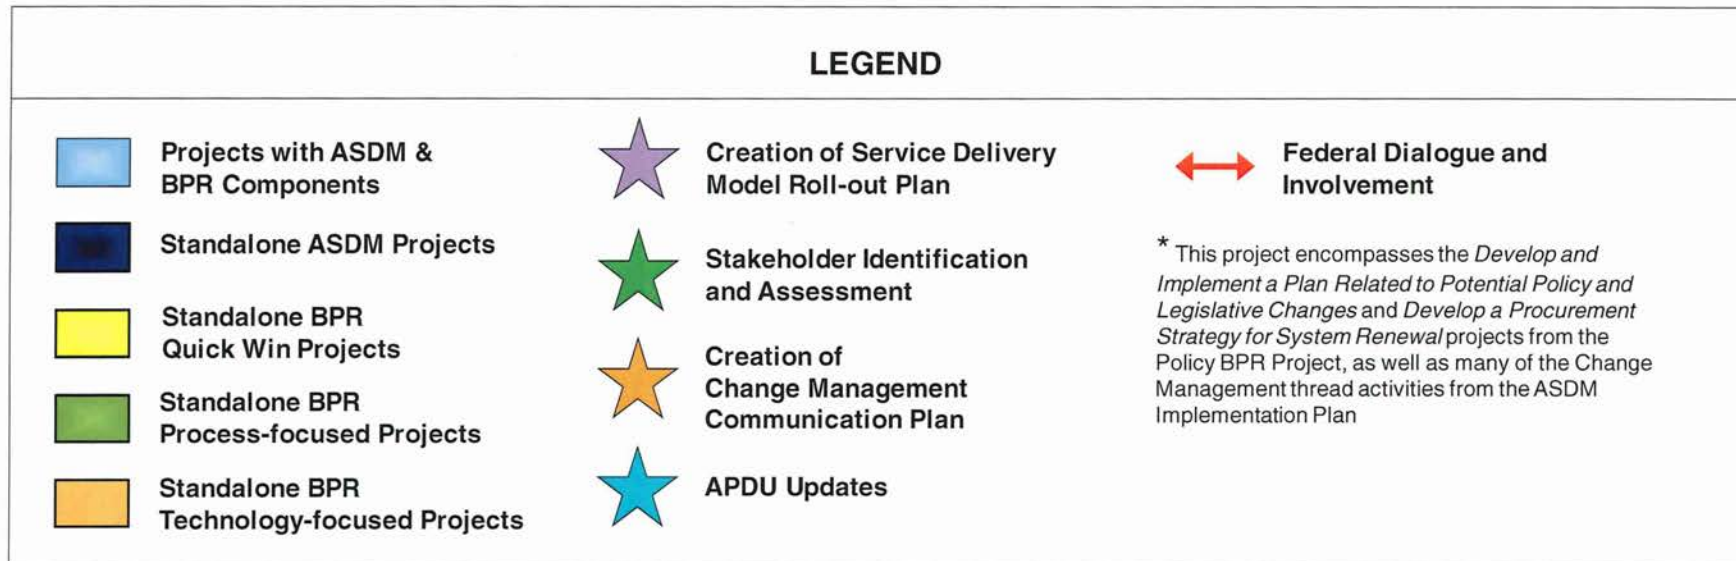 LEGEND
Projects with ASDM &
BPR Components
Standalone ASDM Projects
Standalone BPR
Quick Win Projects
Standalone BPR
Process-focused Projects
Standalone BPR
Technology-focused Projects
Creation of Service Delivery
Model Roll-out Plan
Stakeholder Identification
and Assessment
Creation of
Change Management
Communication Plan
APDU Updates
Federal Dialogue and
Involvement
* This project encompasses the Develop and
Implement a Plan Related to Potential Policy and
Legislative Changes and Develop a Procurement
Strategy for System Renewal projects from the
Policy BPR Project, as well as many of the Change
Management thread activities from the ASDM
Implementation Plan